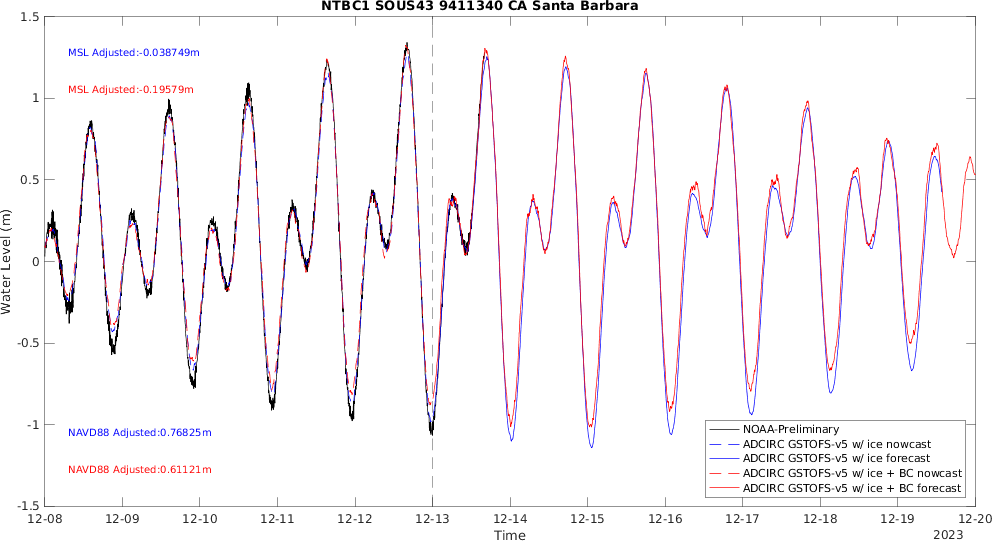 NTBC1 SOUS43 9411340 CA Santa Barbara
1.5
1
0.5
0
-0.5
-1
-1.5
Water Level (m)
MSL Adjusted:-0.038749m
MSL Adjusted:-0.19579m
NAVD88 Adjusted:0.76825m
NAVD88 Adjusted:0.61121m
NOAA-Preliminary
ADCIRC GSTOFS-v5 w/ ice nowcast
ADCIRC GSTOFS-v5 w/ ice forecast
ADCIRC GSTOFS-v5 w/ ice + BC nowcast
ADCIRC GSTOFS-v5 w/ ice + BC forecast
12-08 12-09 12-10 12-11 12-12 12-13 12-14 12-15 12-16 12-17 12-18 12-19 12-20
Time
2023